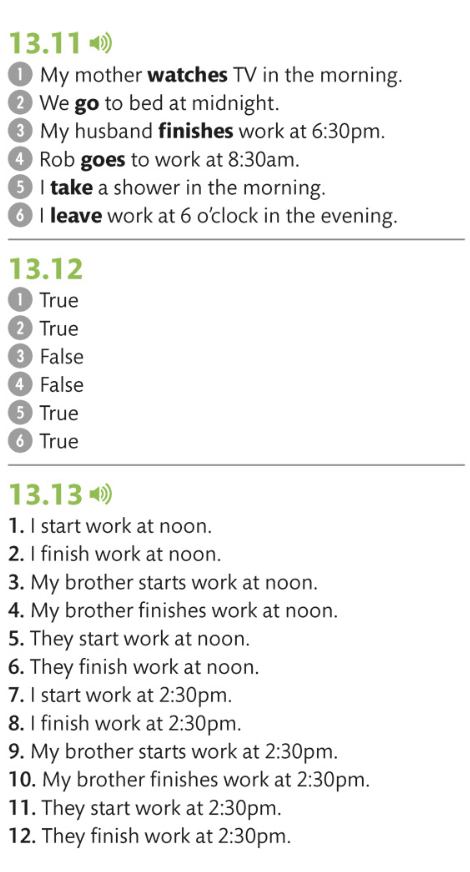 13.11
1 My mother watches TV in the morning.
2 We go to bed at midnight.
3 My husband finishes work at 6:30pm.
4 Rob goes to work at 8:30am.
5 I take a shower in the morning.
6 I leave work at 6 o’clock in the evening.
13.12
1 True
2 True
3 False
4 False
5 True
6 True
13.13
1. I start work at noon.
2. I finish work at noon.
3. My brother starts work at noon.
4. My brother finishes work at noon.
5. They start work at noon.
6. They finish work at noon.
7. I start work at 2:30pm.
8. I finish work at 2:30pm.
9. My brother starts work at 2:30pm.
10. My brother finishes work at 2:30pm.
11. They start work at 2:30pm.
12. They finish work at 2:30pm.